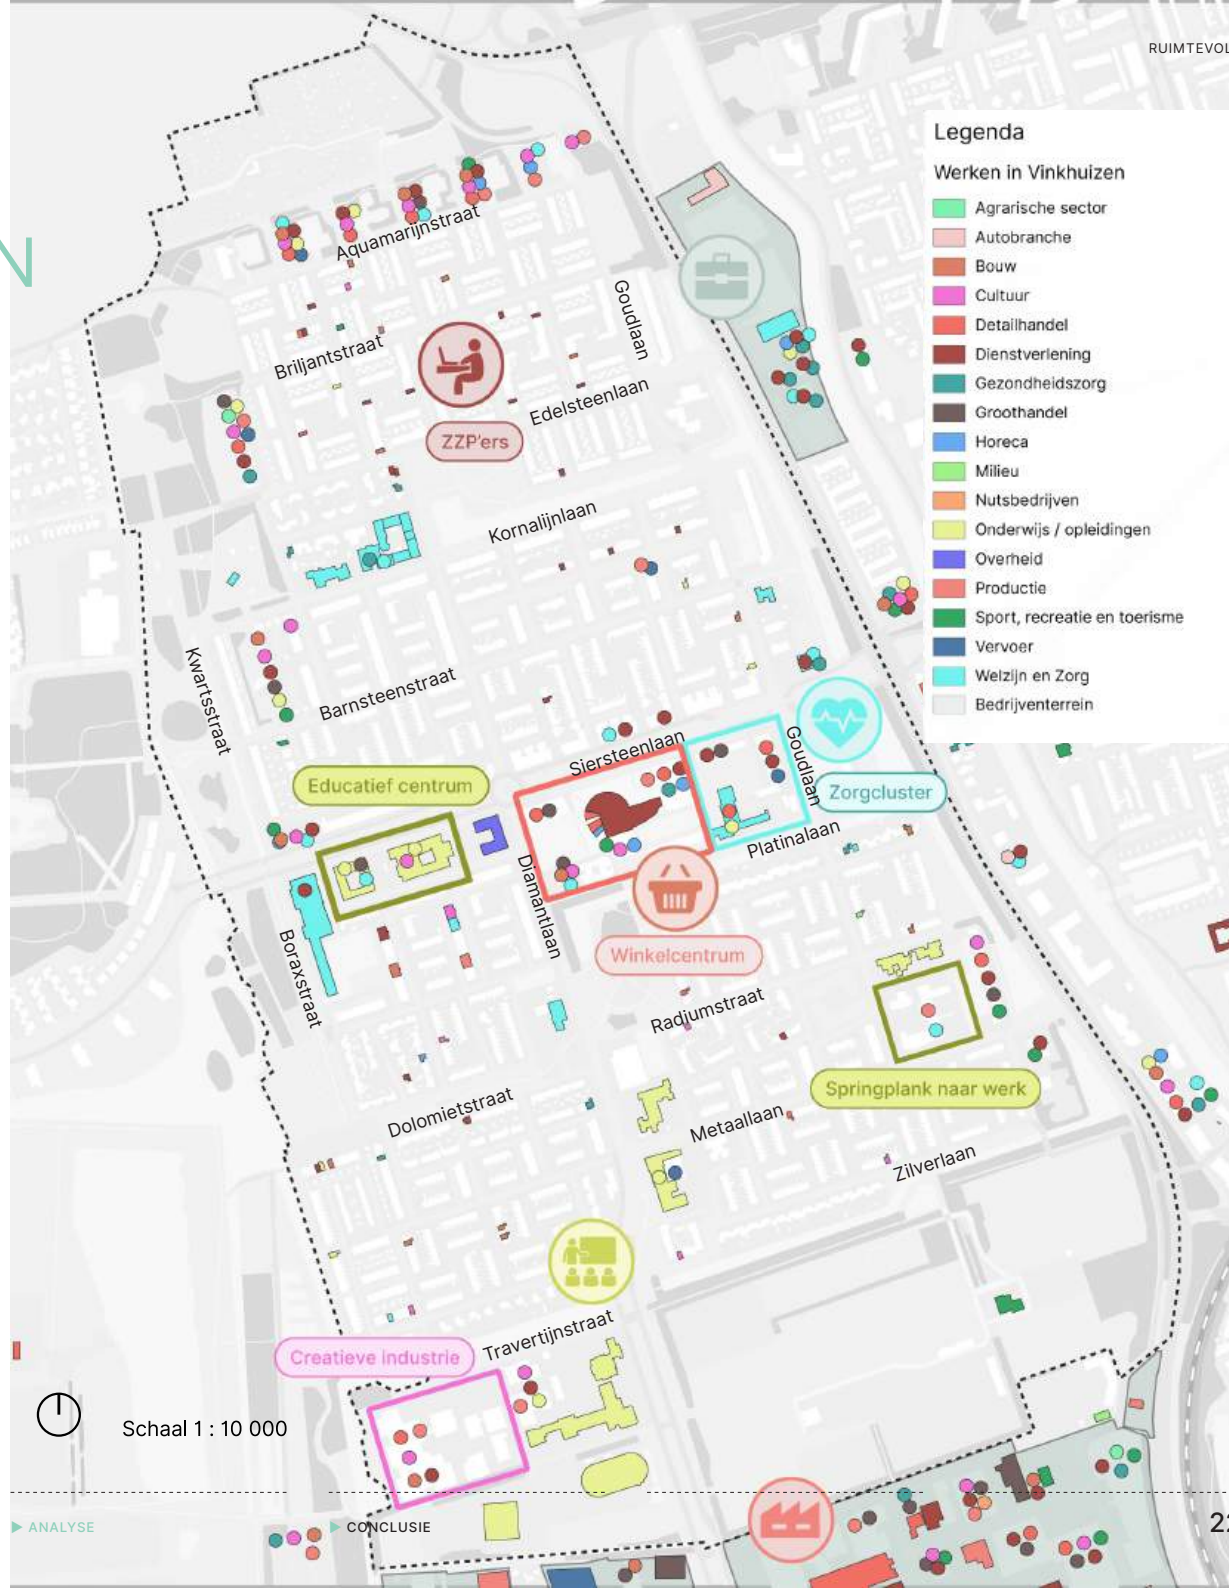 RUIMTEVOL
N
Legenda
Werken in Vinkhuizen
Agrarische sector
Autobranche
Bouw
Cultuur
Detailhandel
Dienstverlening
Gezondheidszorg
Groothandel
Horeca
Milieu
Nutsbedrijven
Onderwijs / opleidingen
Overheid
Productie
Sport, recreatie en toerisme
Vervoer
Welzijn en Zorg
Bedrijventerrein
Aquamarijnstraat
Goudlaan
Briljantstraat
Edelsteenlaan
ZZP'ers
Kornalijnlaan
Kwartsstraat
Barnsteenstraat
Siersteenlaan
Goudlaan
Educatief centrum
Zorgcluster
Platinalaan
Diamantlaan
Boraxstraat
Winkelcentrum
Radiumstraat
Springplank naar werk
Dolomietstraat
Metaallaan
Zilverlaan
Travertijnstraat
Creatieve industrie
Schaal 1 : 10 000
ANALYSE
CONCLUSIE
22